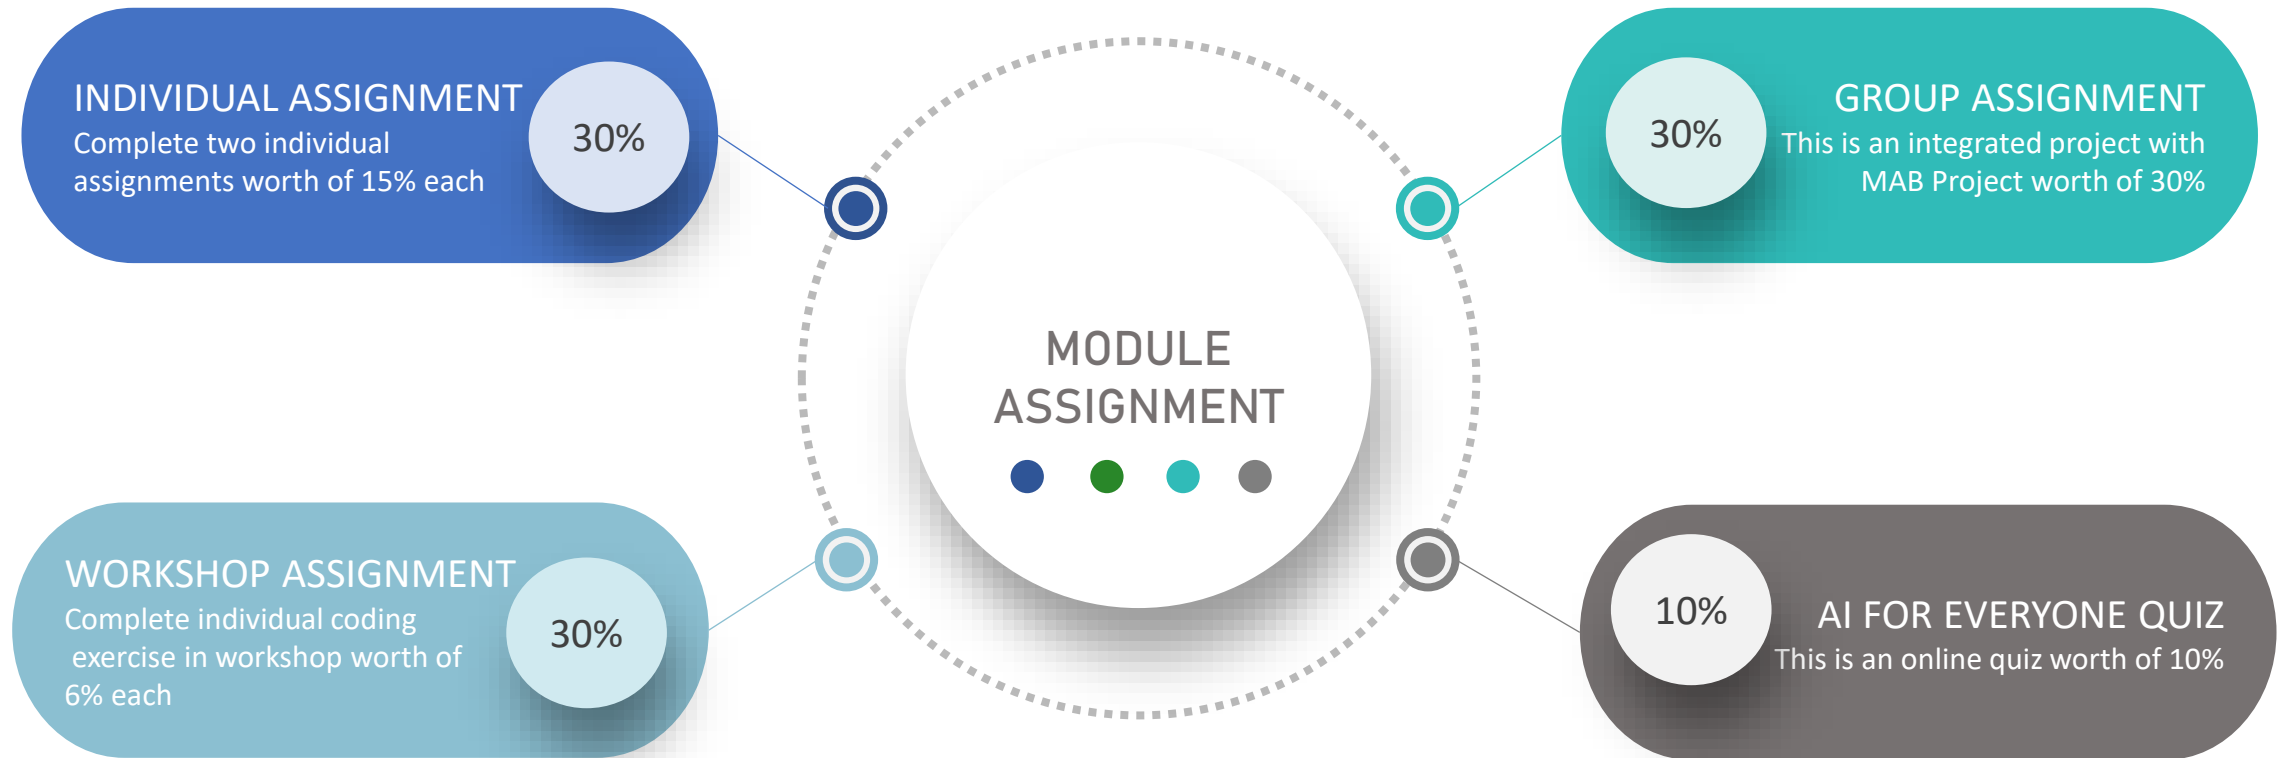 INDIVIDUAL ASSIGNMENT
Complete two individual
assignments worth of 15% each
30%
30%
GROUP ASSIGNMENT
This is an integrated project with
MAB Project worth of 30%
MODULE
ASSIGNMENT
WORKSHOP ASSIGNMENT
Complete individual coding
exercise in workshop worth of
6% each
30%
10%
AI FOR EVERYONE QUIZ
This is an online quiz worth of 10%